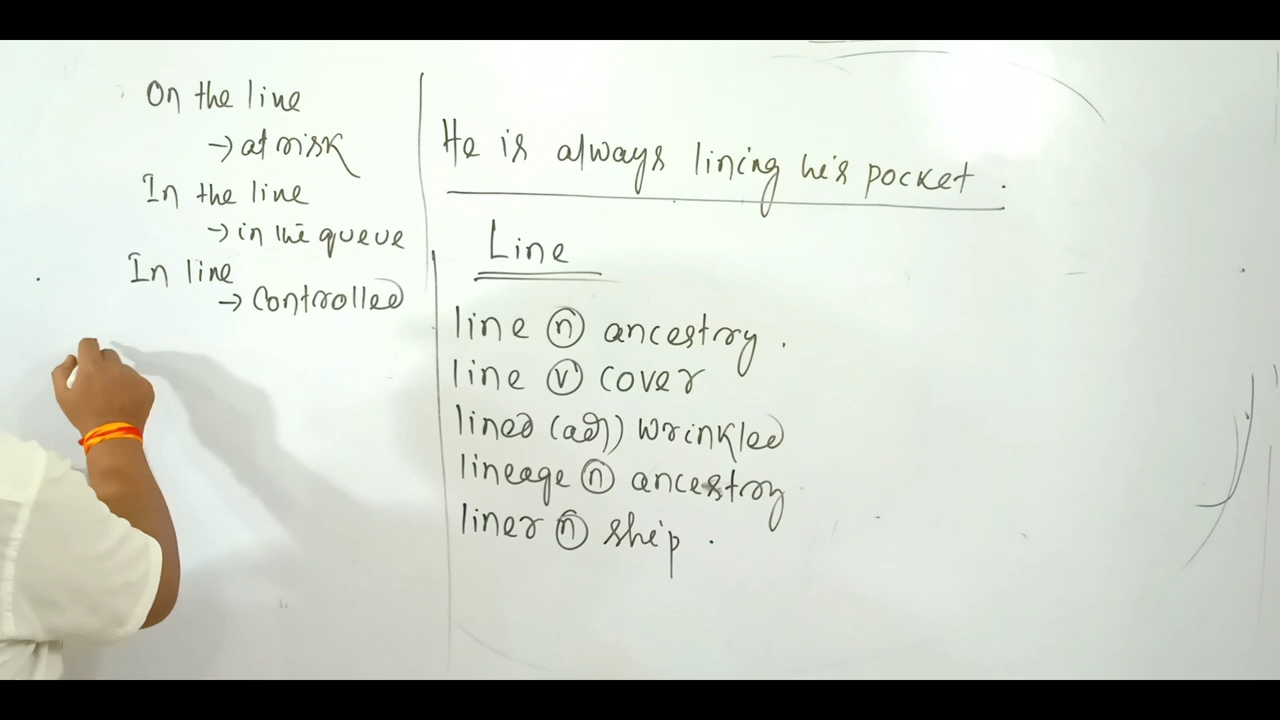 On the line
→ at risk
In the line
→ in the queue
In line
→ controlled
He is always lining his pocket.
Line
line (n) ancestry.
line (v) cover
lined (adj) wrinkled
lineage (n) ancestry
liner (n) ship.